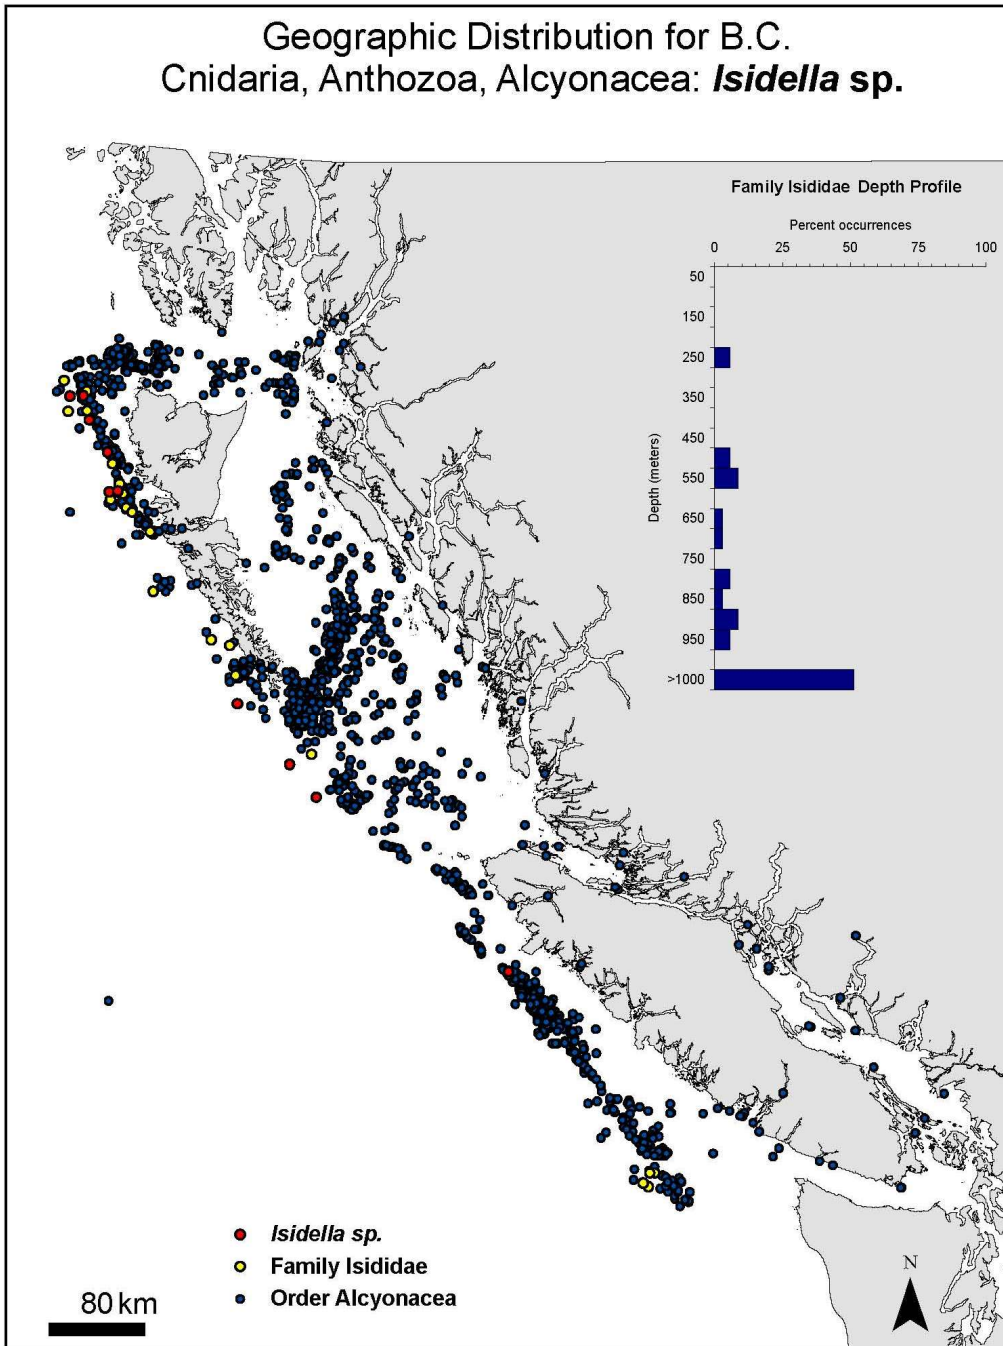 Geographic Distribution for B.C.
Cnidaria, Anthozoa, Alcyonacea: Isidella sp.
Family Isididae Depth Profile
Percent occurrences
0 25 50 75 100
Depth (meters)
50
150
250
350
450
550
650
750
850
950
>1000
Isidella sp.
Family Isididae
Order Alcyonacea
80 km
N